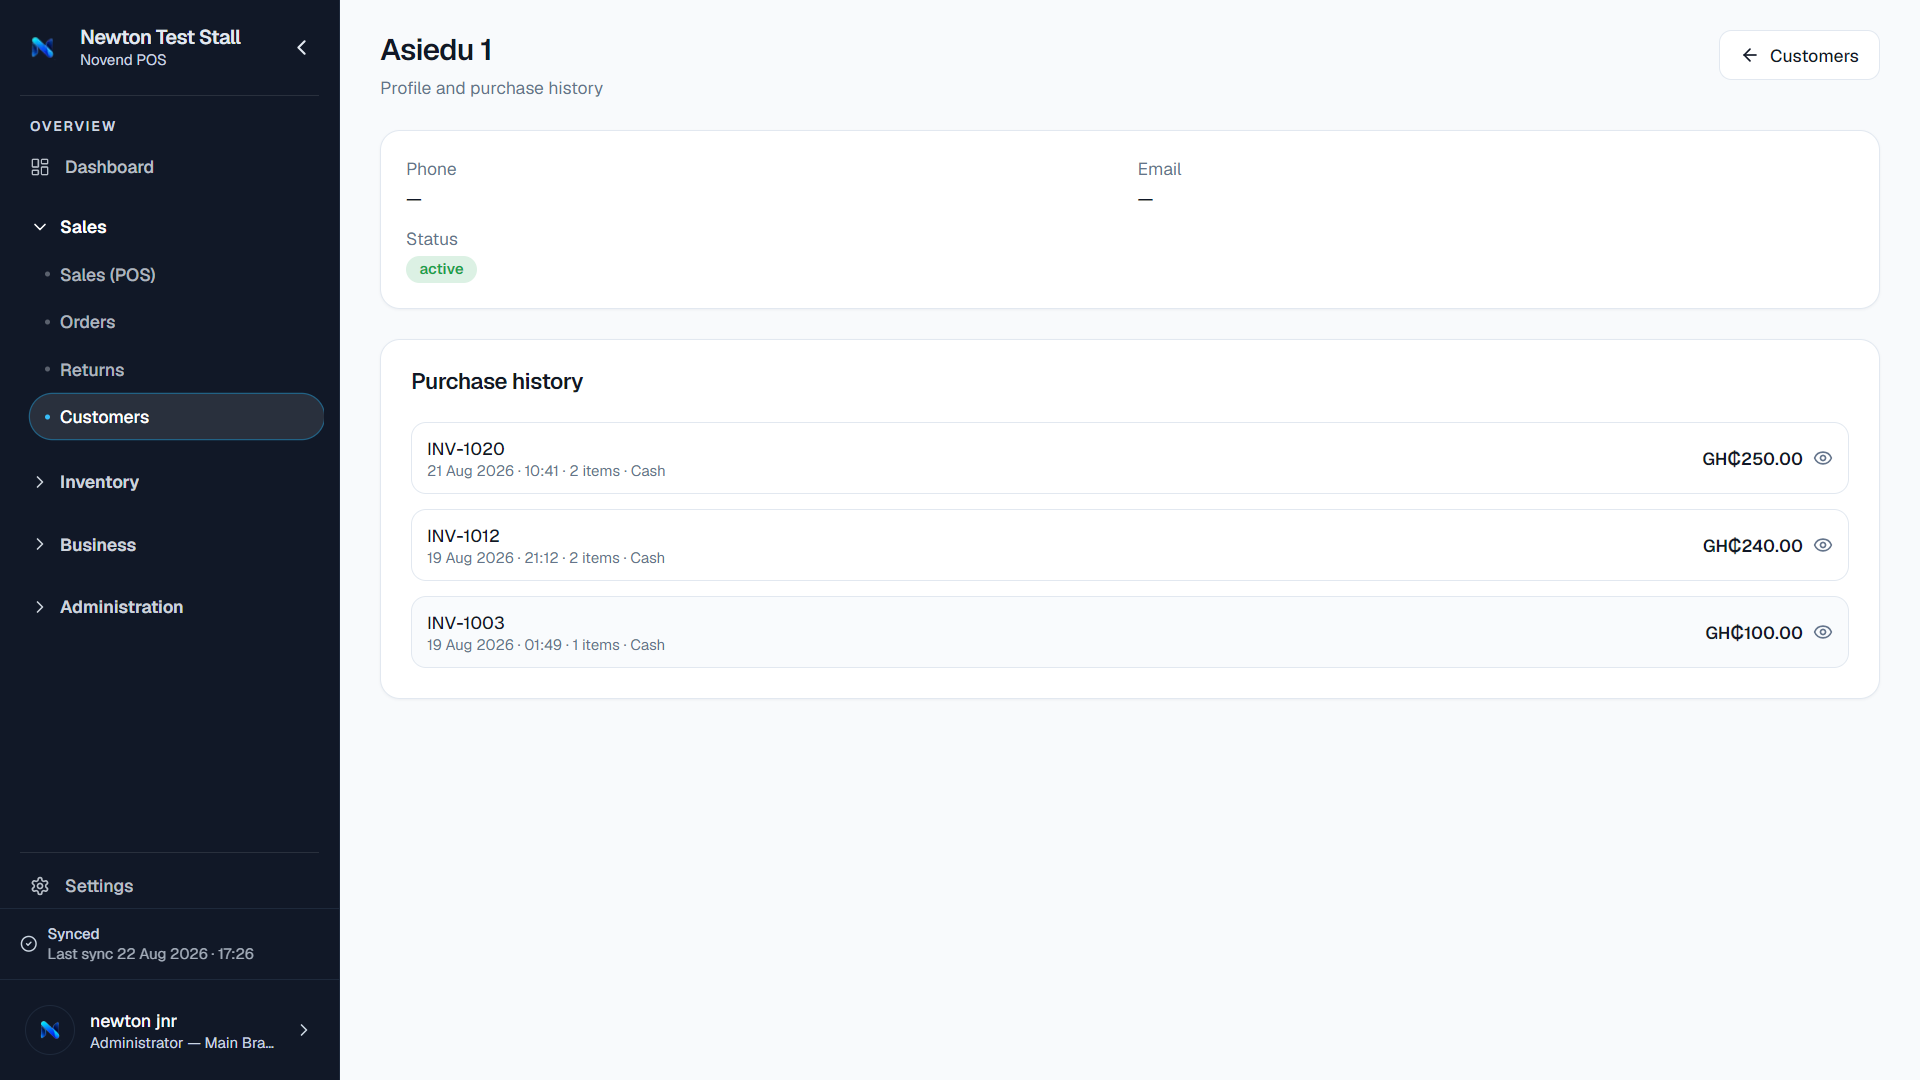 Newton Test Stall
Novend POS
OVERVIEW
Dashboard
Sales
Sales (POS)
Orders
Returns
Customers
Inventory
Business
Administration
Settings
Synced
Last sync 22 Aug 2026 · 17:26
newton jnr
Administrator — Main Bra...
Asiedu 1
Profile and purchase history
Customers
Phone
—
Email
—
Status
active
Purchase history
INV-1020
21 Aug 2026 · 10:41 · 2 items · Cash
GH₵250.00
INV-1012
19 Aug 2026 · 21:12 · 2 items · Cash
GH₵240.00
INV-1003
19 Aug 2026 · 01:49 · 1 items · Cash
GH₵100.00